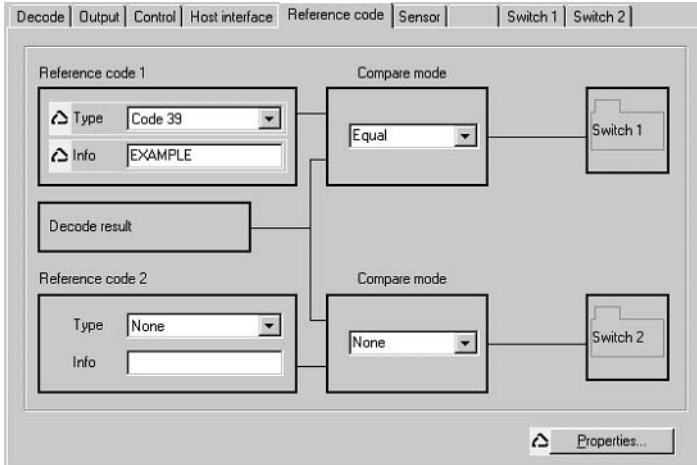 Decode Output Control Host interface Reference code Sensor Switch 1 Switch 2
Reference code 1 Compare mode
Type Code 39
Equal Switch 1
Info EXAMPLE
Decode result
Reference code 2 Compare mode
Type None
None Switch 2
Info
Properties...